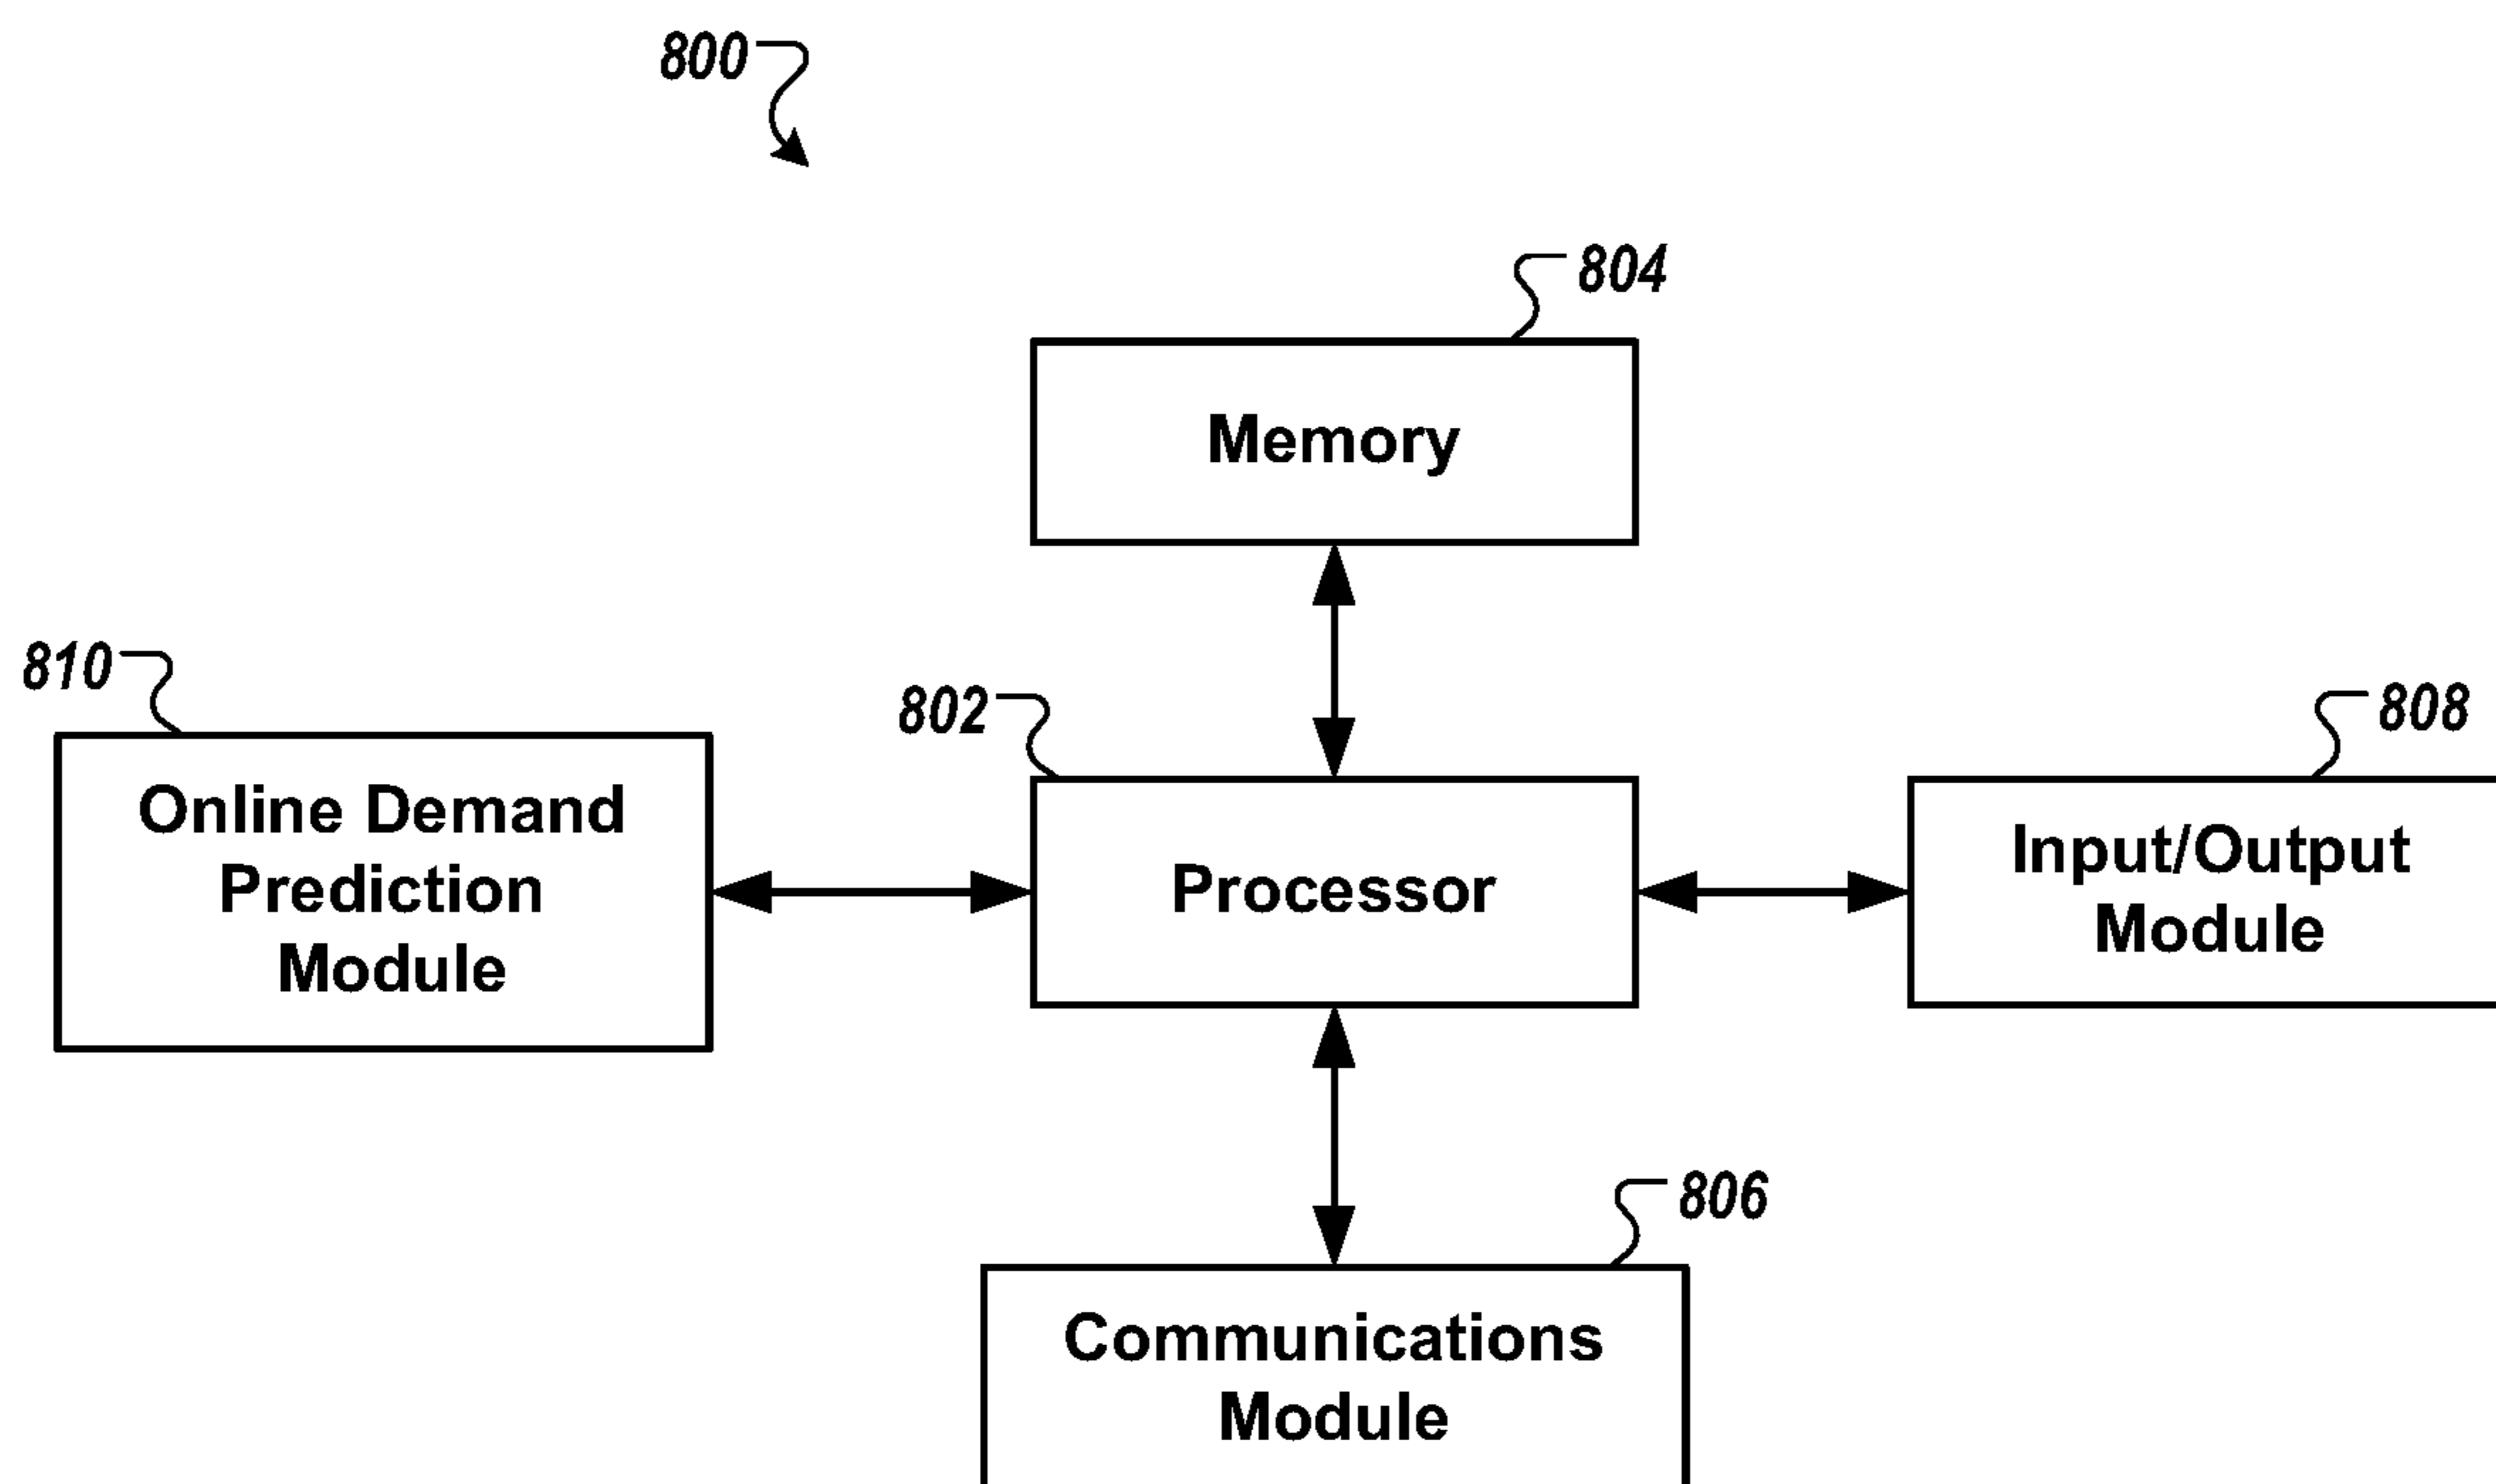 800
804
Memory
810
802
808
Online Demand
Prediction
Module
Processor
Input/Output
Module
806
Communications
Module